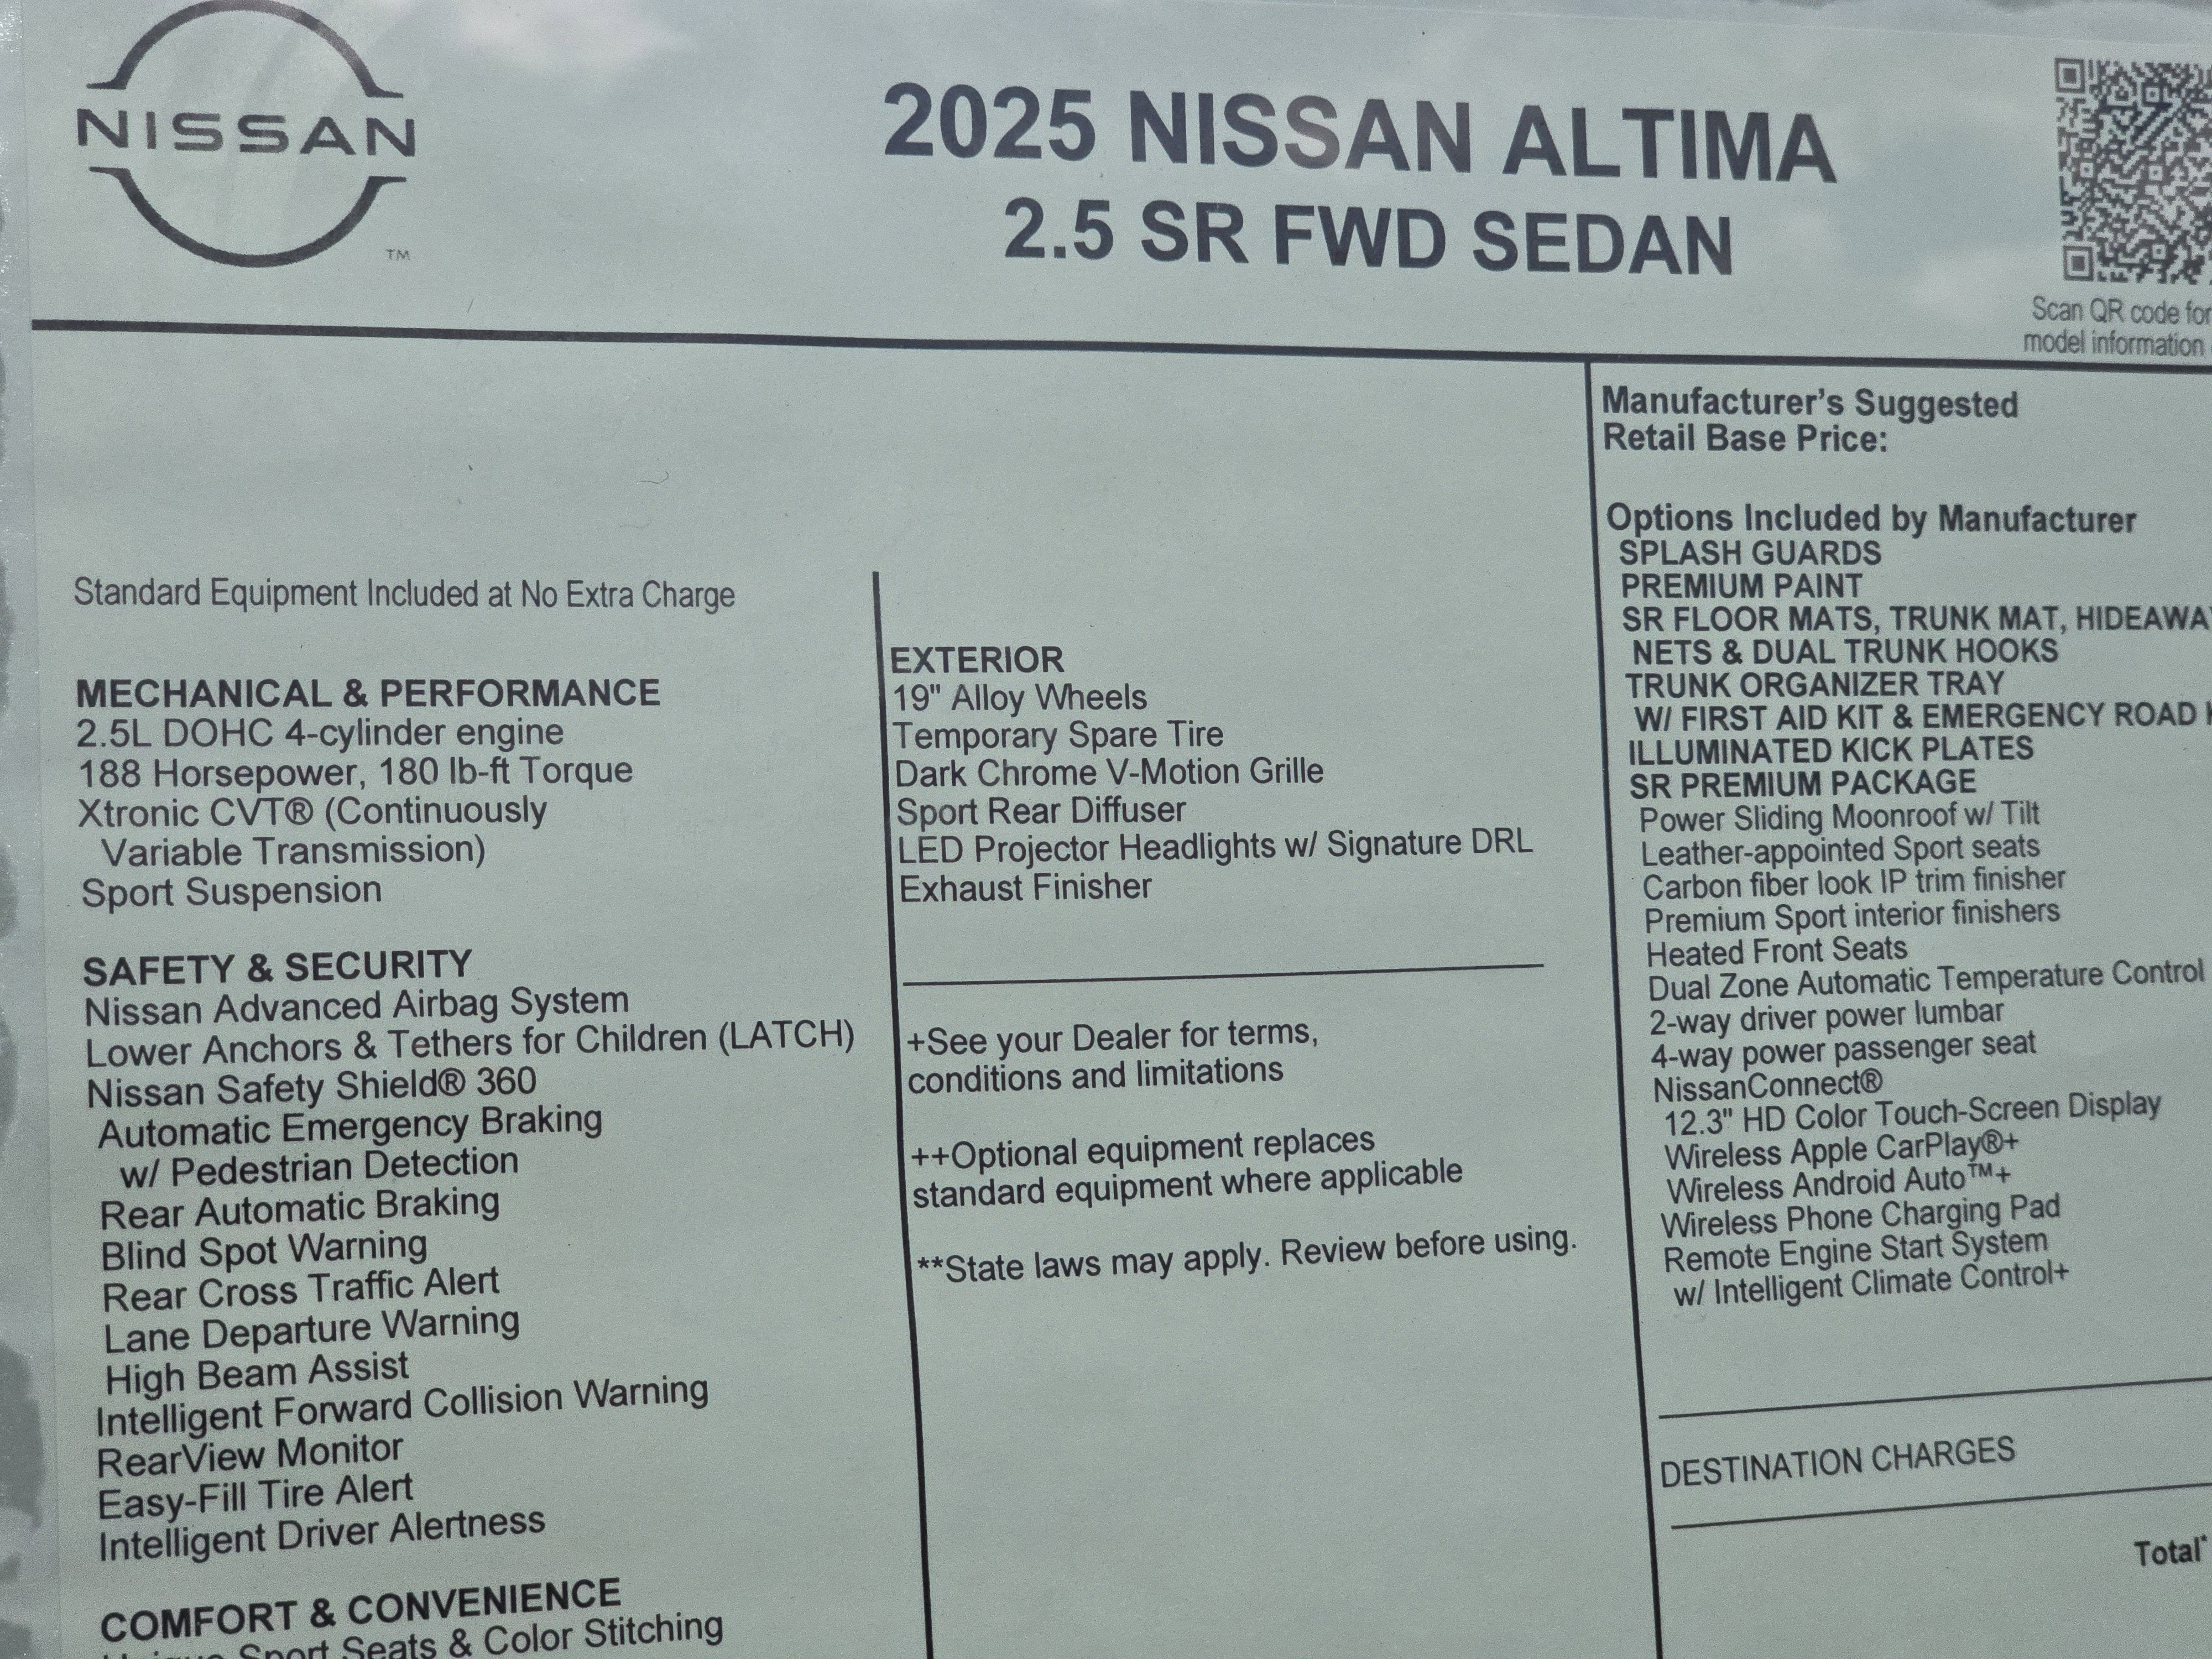 NISSAN
TM
2025 NISSAN ALTIMA
2.5 SR FWD SEDAN
Scan QR code for
model information
Standard Equipment Included at No Extra Charge
MECHANICAL & PERFORMANCE
2.5L DOHC 4-cylinder engine
188 Horsepower, 180 lb-ft Torque
Xtronic CVT® (Continuously
Variable Transmission)
Sport Suspension
SAFETY & SECURITY
Nissan Advanced Airbag System
Lower Anchors & Tethers for Children (LATCH)
Nissan Safety Shield® 360
Automatic Emergency Braking
w/ Pedestrian Detection
Rear Automatic Braking
Blind Spot Warning
Rear Cross Traffic Alert
Lane Departure Warning
High Beam Assist
Intelligent Forward Collision Warning
RearView Monitor
Easy-Fill Tire Alert
Intelligent Driver Alertness
COMFORT & CONVENIENCE
Sport Seats & Color Stitching
EXTERIOR
19" Alloy Wheels
Temporary Spare Tire
Dark Chrome V-Motion Grille
Sport Rear Diffuser
LED Projector Headlights w/ Signature DRL
Exhaust Finisher
+See your Dealer for terms,
conditions and limitations
++Optional equipment replaces
standard equipment where applicable
**State laws may apply. Review before using.
Manufacturer's Suggested
Retail Base Price:
Options Included by Manufacturer
SPLASH GUARDS
PREMIUM PAINT
SR FLOOR MATS, TRUNK MAT,
NETS & DUAL TRUNK HOOKS
TRUNK ORGANIZER TRAY
W/ FIRST AID KIT & EMERGENCY ROAD
ILLUMINATED KICK PLATES
SR PREMIUM PACKAGE
Power Sliding Moonroof w/ Tilt
Leather-appointed Sport seats
Carbon fiber look IP trim finisher
Premium Sport interior finishers
Heated Front Seats
Dual Zone Automatic Temperature Control
2-way driver power lumbar
4-way power passenger seat
NissanConnect®
12.3" HD Color Touch-Screen Display
Wireless Apple CarPlay®+
Wireless Android Auto™+
Wireless Phone Charging Pad
Remote Engine Start System
w/ Intelligent Climate Control+
DESTINATION CHARGES
Total*